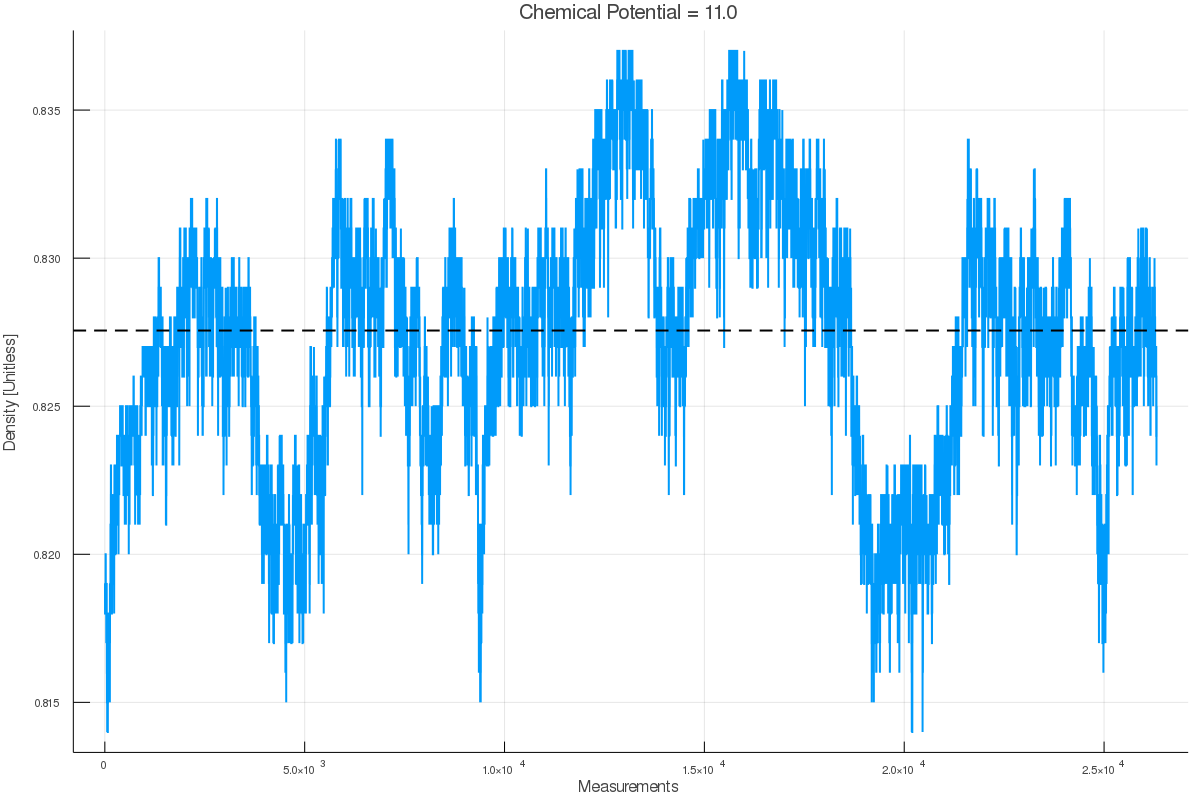 Chemical Potential = 11.0
Density [Unitless]
0.835
0.830
0.825
0.820
0.815
0 5.0×10³ 1.0×10⁴ 1.5×10⁴ 2.0×10⁴ 2.5×10⁴
Measurements